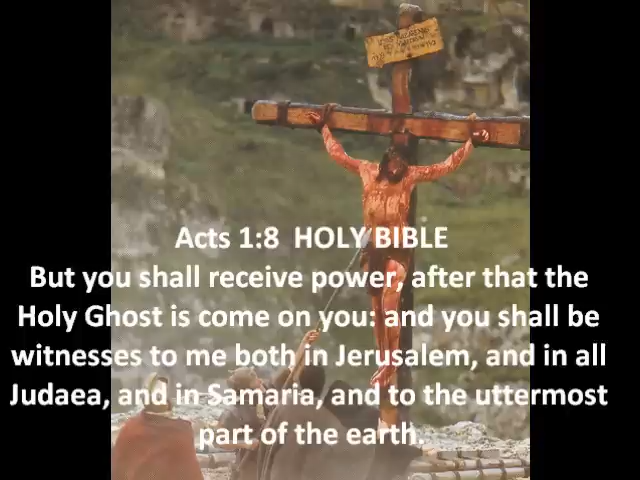 Acts 1:8  HOLY BIBLE
But you shall receive power, after that the
Holy Ghost is come on you: and you shall be
witnesses to me both in Jerusalem, and in all
Judaea, and in Samaria, and to the uttermost
part of the earth.